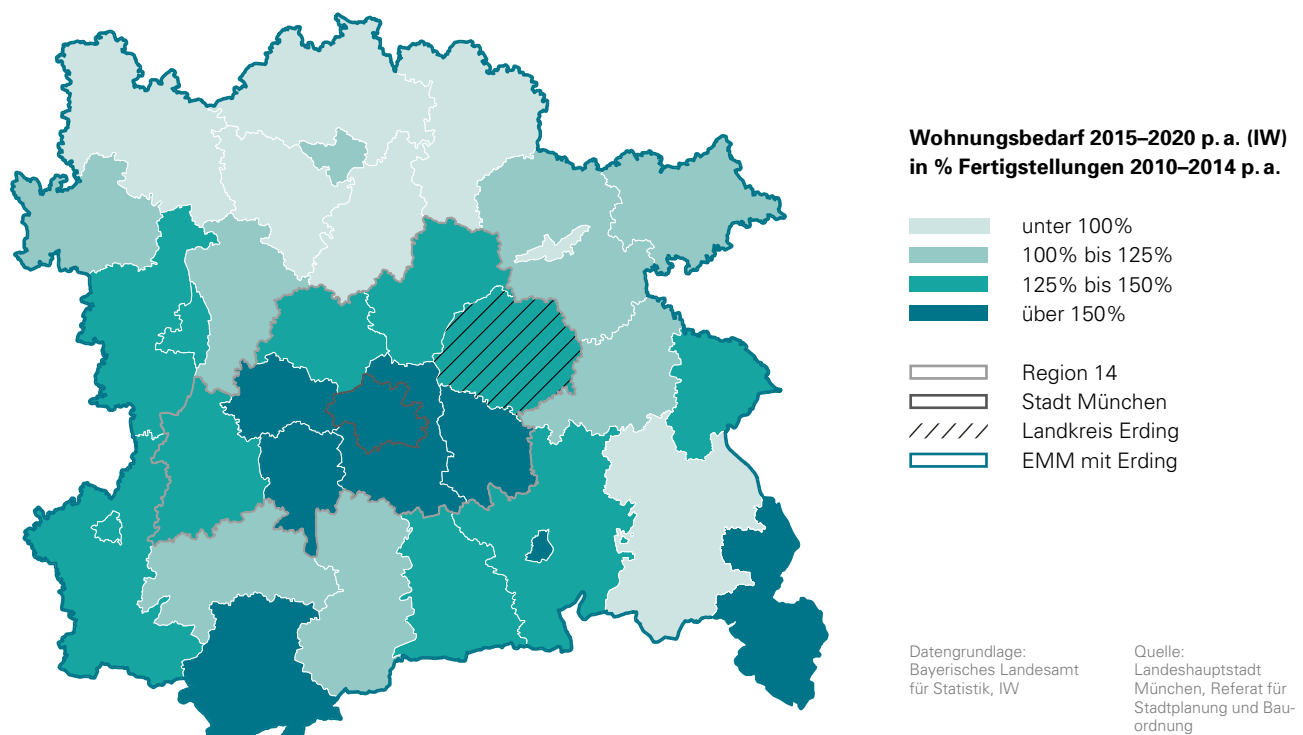 Wohnungsbedarf 2015–2020 p. a. (IW)
in % Fertigstellungen 2010–2014 p. a.
unter 100%
100% bis 125%
125% bis 150%
über 150%
Region 14
Stadt München
Landkreis Erding
EMM mit Erding
Datengrundlage:
Bayerisches Landesamt
für Statistik, IW
Quelle:
Landeshauptstadt
München, Referat für
Stadtplanung und Bau-
ordnung